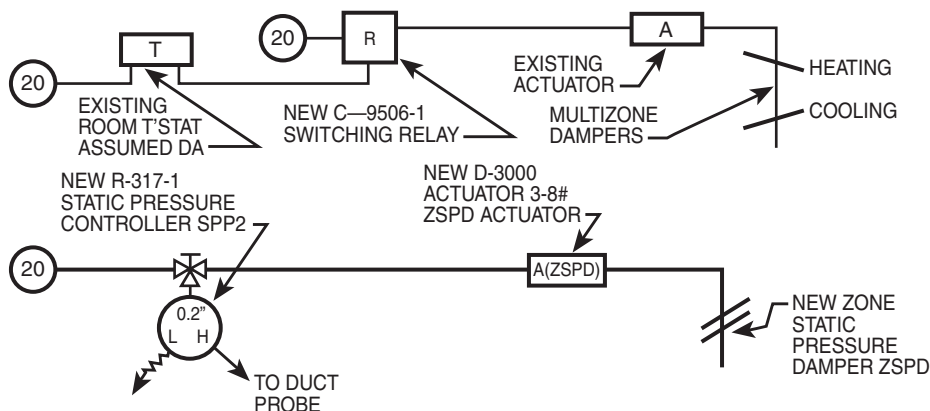 20
T
EXISTING
ROOM T'STAT
ASSUMED DA
20
R
NEW C—9506-1
SWITCHING RELAY
A
EXISTING
ACTUATOR
MULTIZONE
DAMPERS
HEATING
COOLING
NEW R-317-1
STATIC PRESSURE
CONTROLLER SPP2
NEW D-3000
ACTUATOR 3-8#
ZSPD ACTUATOR
20
0.2”
L H
TO DUCT
PROBE
A(ZSPD)
NEW ZONE
STATIC
PRESSURE
DAMPER ZSPD